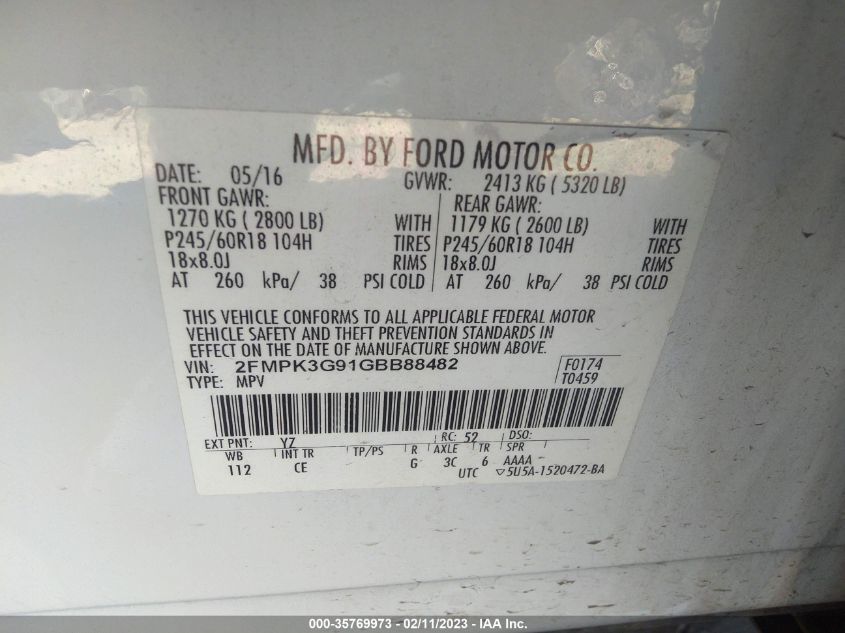 MFD. BY FORD MOTOR CO.
DATE: 05/16 GVWR: 2413 KG ( 5320 LB)
FRONT GAWR: REAR GAWR:
1270 KG ( 2800 LB) WITH 1179 KG ( 2600 LB) WITH
P245/60R18 104H TIRES P245/60R18 104H TIRES
18x8.0J RIMS 18x8.0J RIMS
AT 260 kPa/ 38 PSI COLD AT 260 kPa/ 38 PSI COLD
THIS VEHICLE CONFORMS TO ALL APPLICABLE FEDERAL MOTOR
VEHICLE SAFETY AND THEFT PREVENTION STANDARDS IN
EFFECT ON THE DATE OF MANUFACTURE SHOWN ABOVE.
VIN: 2FMPK3G91GBB88482 F0174
TYPE: MPV T0459
EXT PNT: YZ RC: 52 DSO:
WB INT TR TP/PS R AXLE TR SPR
112 CE G 3C 6 AAAA
UTC ▽5U5A-1520472-BA
000-35769973 - 02/11/2023 - IAA Inc.